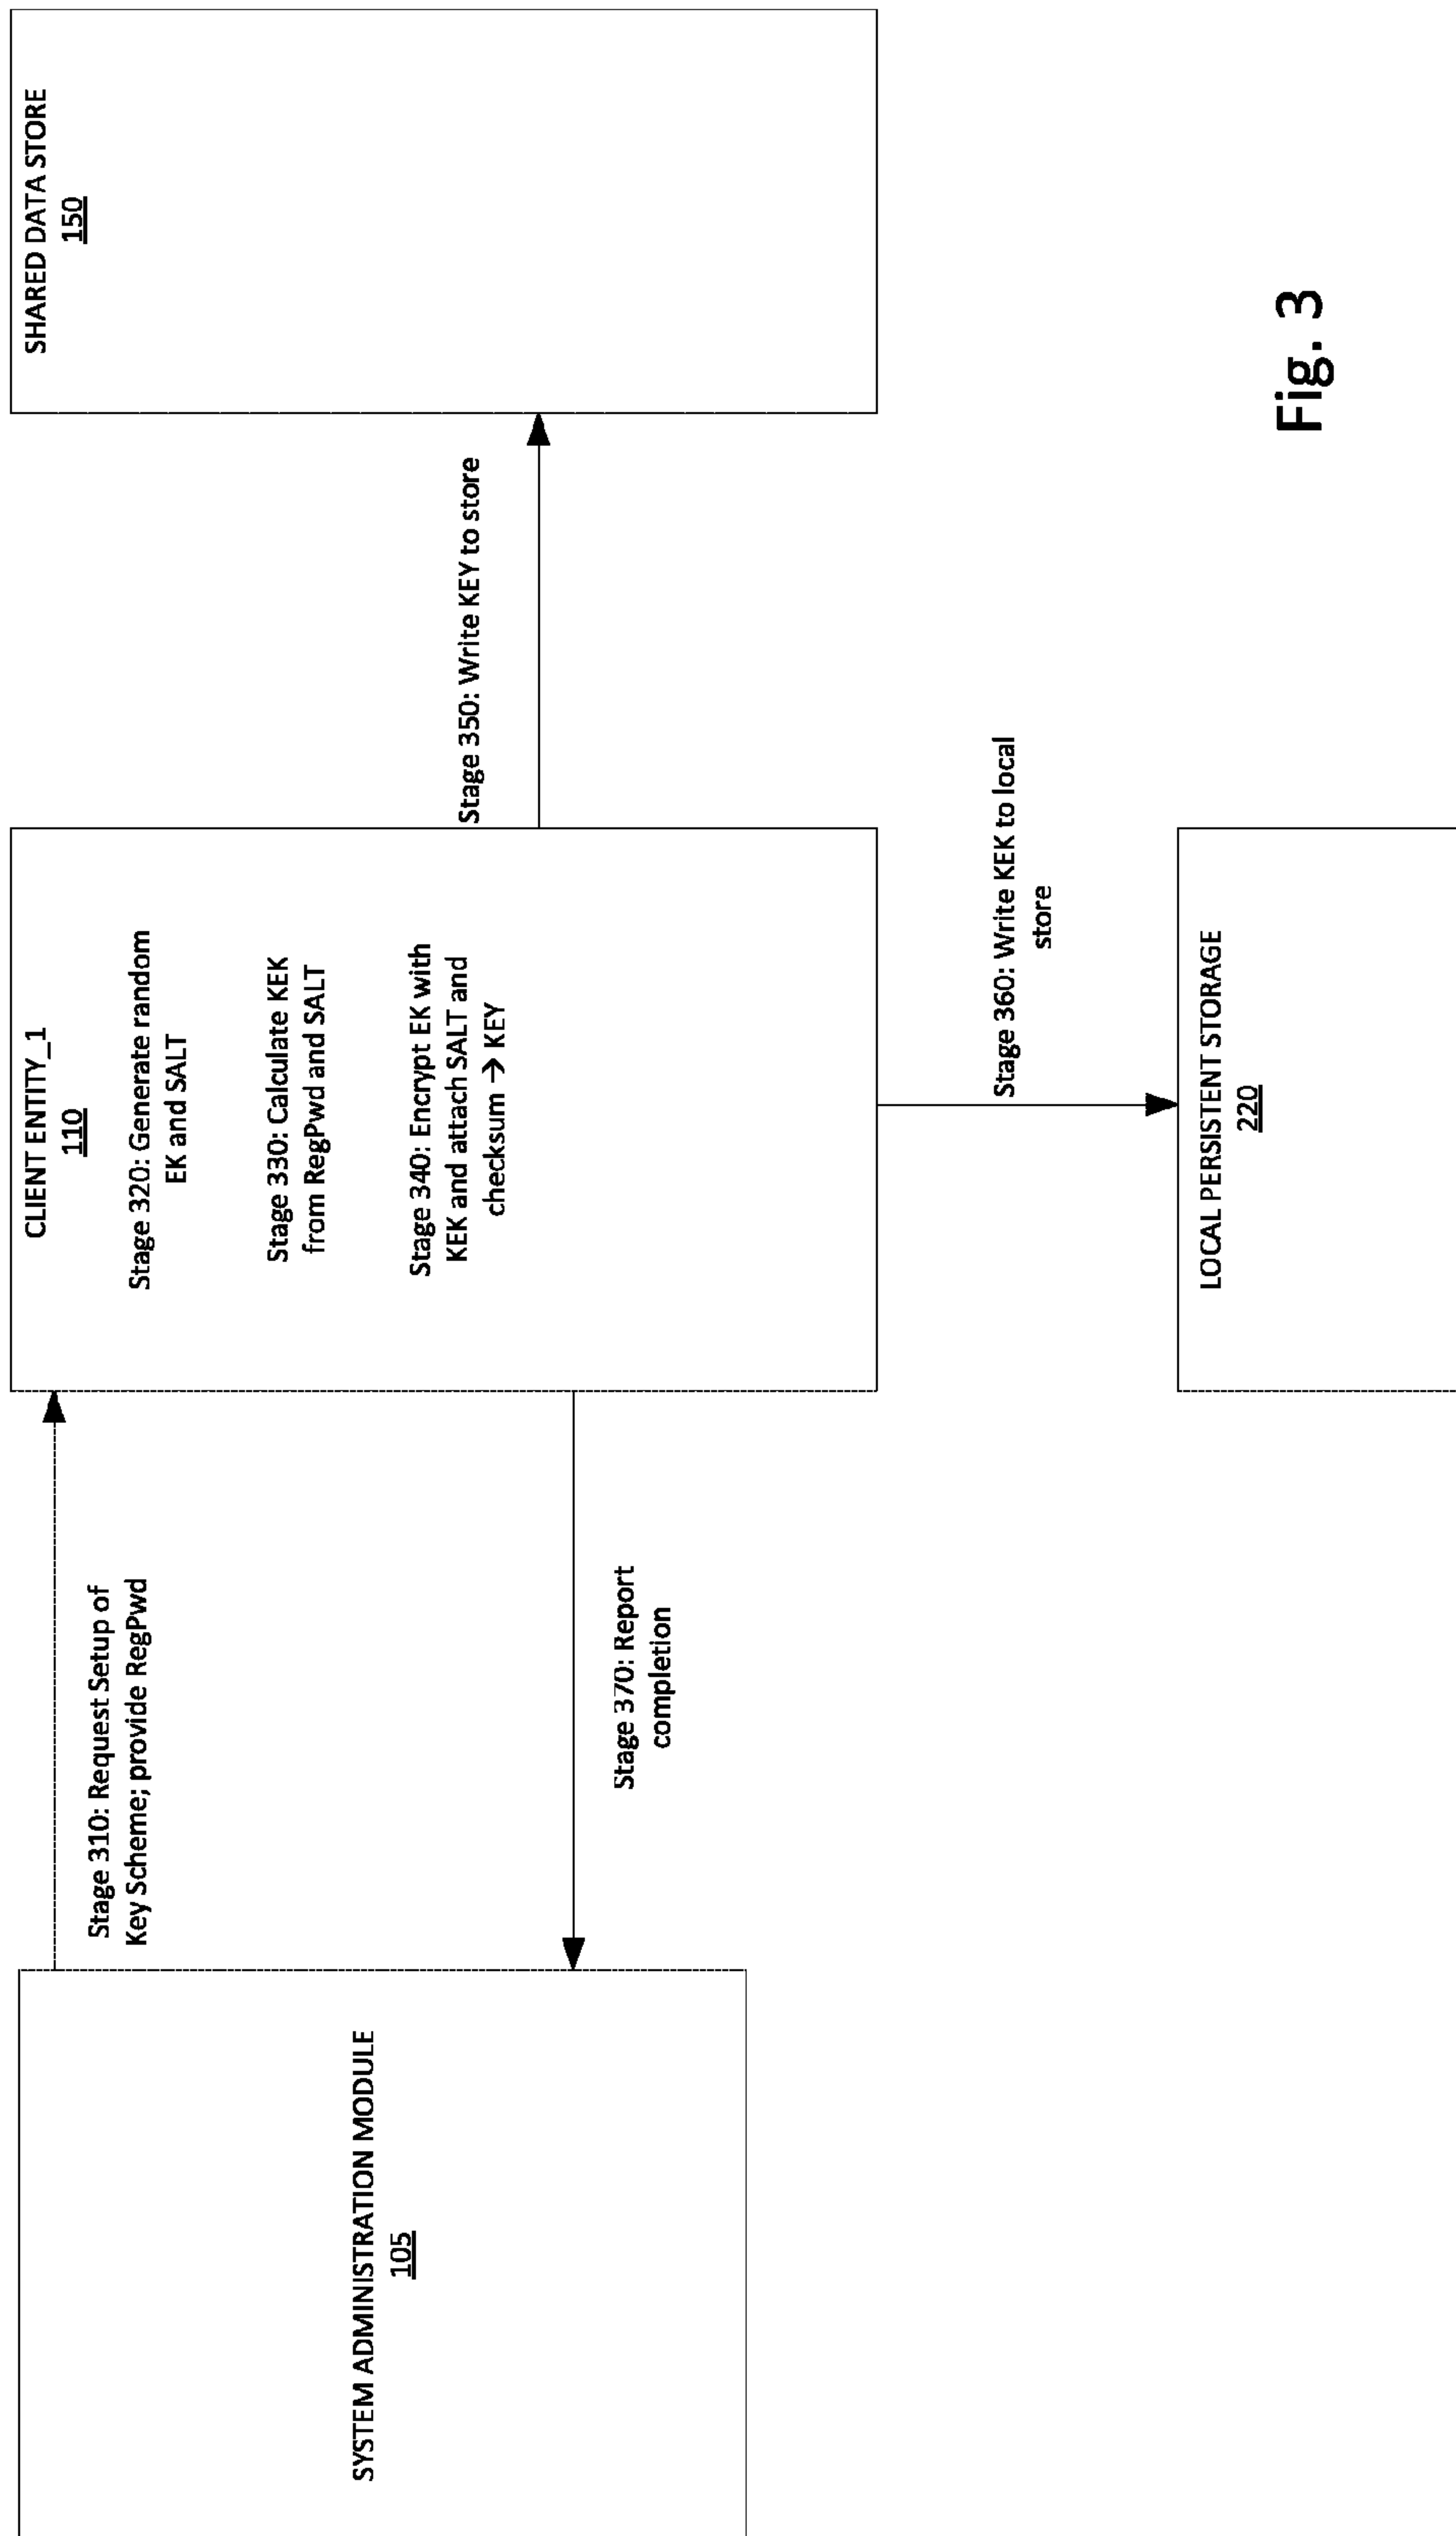 SYSTEM ADMINISTRATION MODULE
105
Stage 310: Request Setup of
Key Scheme; provide RegPwd
Stage 370: Report
completion
CLIENT ENTITY_1
110
Stage 320: Generate random
EK and SALT
Stage 330: Calculate KEK
from RegPwd and SALT
Stage 340: Encrypt EK with
KEK and attach SALT and
checksum → KEY
Stage 350: Write KEY to store
SHARED DATA STORE
150
Stage 360: Write KEK to local
store
LOCAL PERSISTENT STORAGE
220
Fig. 3